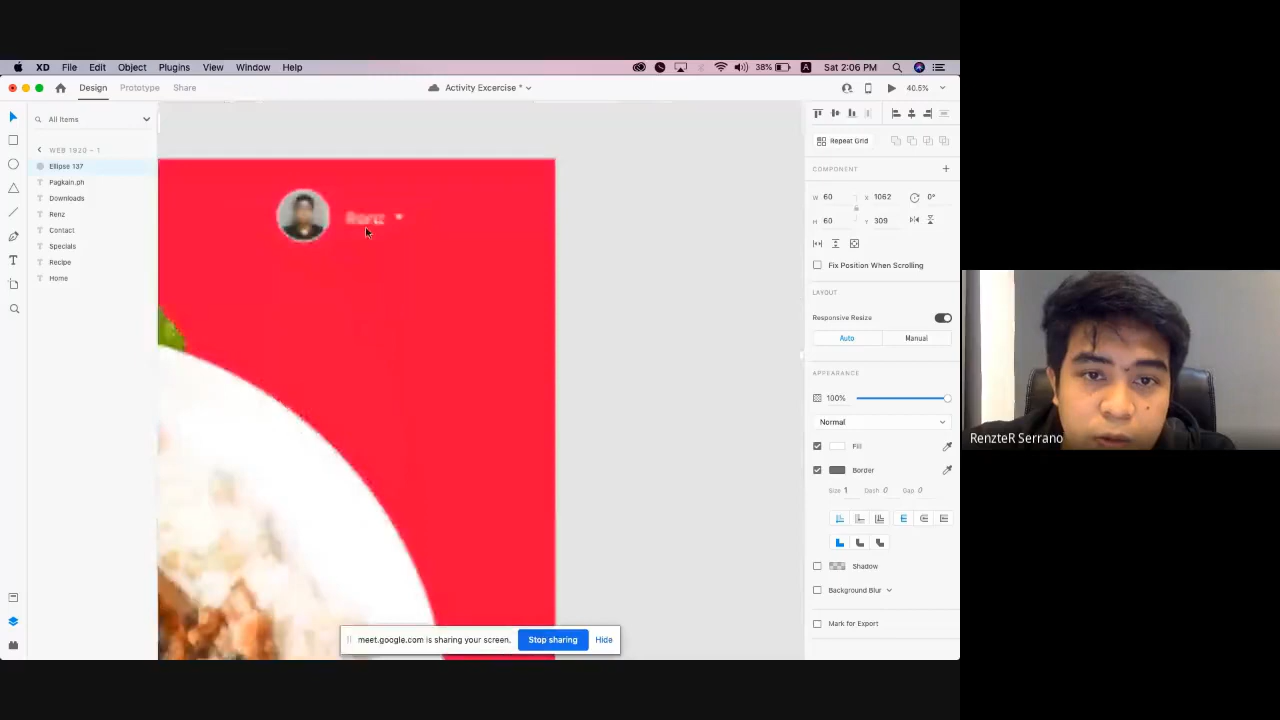 XD File Edit Object Plugins View Window Help 38% A Sat 2:06 PM
Design Prototype Share Activity Excercise * 40.5%
All Items
WEB 1920 – 1
Ellipse 137
Pagkain.ph
Downloads
Renz
Contact
Specials
Recipe
Home
Renz
Repeat Grid
COMPONENT
W 60 X 1062 0°
H 60 Y 309
Fix Position When Scrolling
LAYOUT
Responsive Resize
Auto Manual
APPEARANCE
100%
Normal
Fill
Border
Size 1 Dash 0 Gap 0
Shadow
Background Blur
Mark for Export
meet.google.com is sharing your screen. Stop sharing Hide
RenzteR Serrano